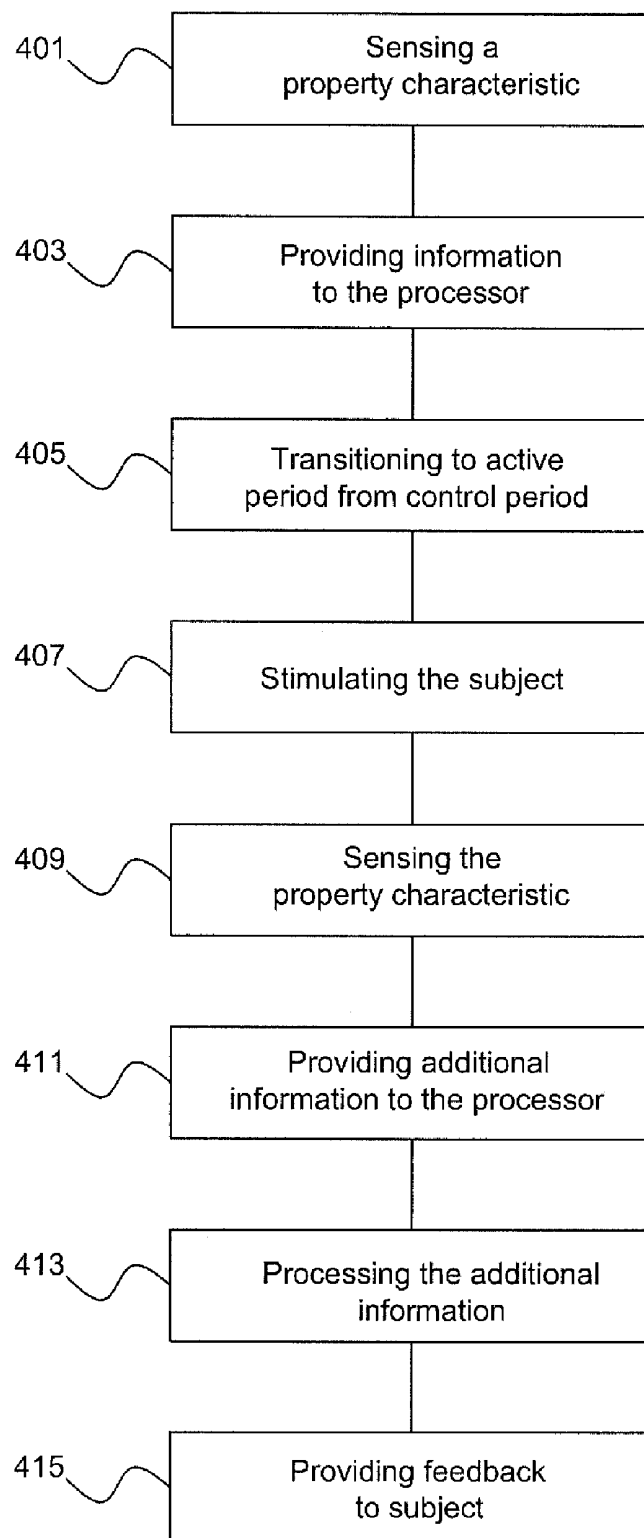 401
Sensing a
property characteristic
403
Providing information
to the processor
405
Transitioning to active
period from control period
407
Stimulating the subject
409
Sensing the
property characteristic
411
Providing additional
information to the processor
413
Processing the additional
information
415
Providing feedback
to subject